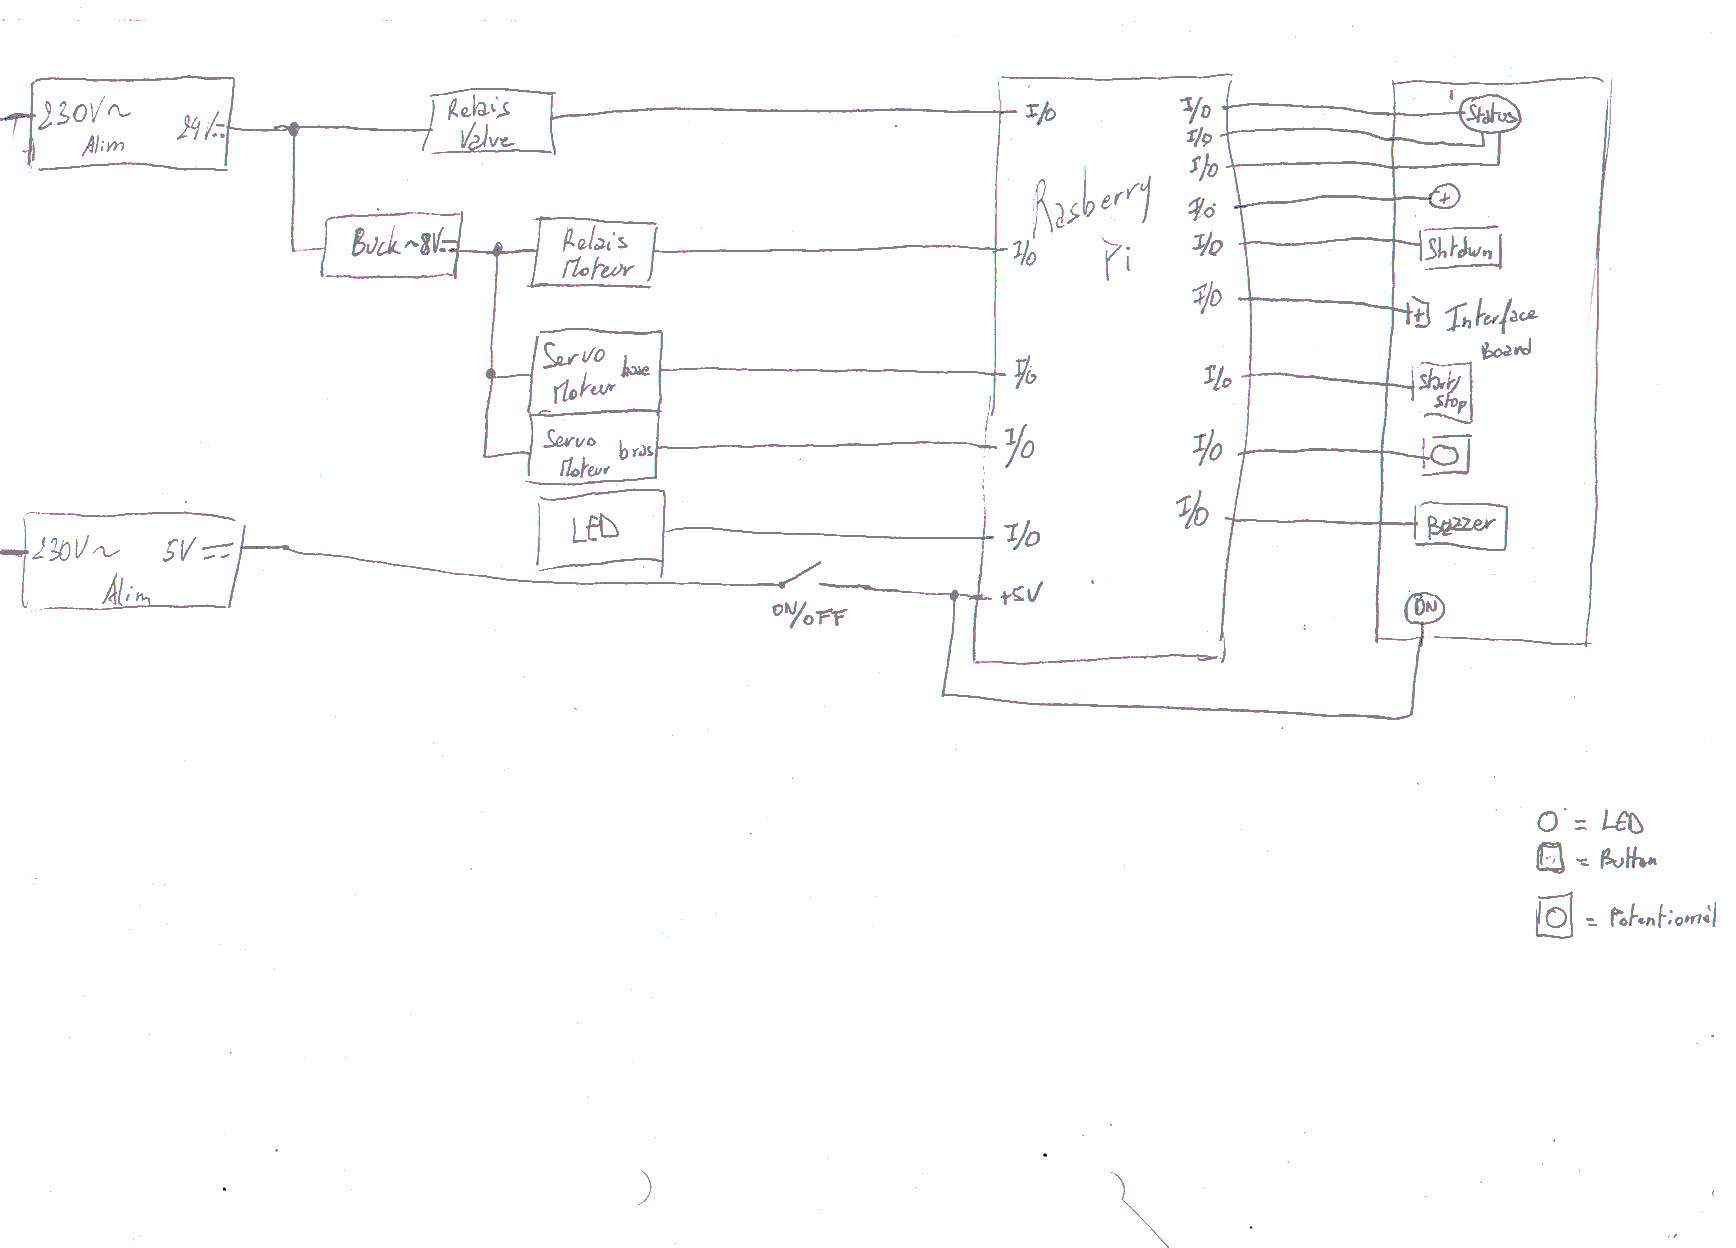 230V~
Alim
24V
Relais
Valve
I/O
Buck ~8V
Relais
Moteur
I/O
Servo
Moteur
base
I/O
Servo
Moteur
bras
I/O
LED
I/O
230V~ 5V
Alim
ON/OFF
+5V
Rasberry
Pi
I/O
I/O
I/O
I/O
I/O
I/O
I/O
I/O
I/O
Status
+
Shtdwn
+
Interface
Board
Start/
Stop
Buzzer
ON
= LED
= Button